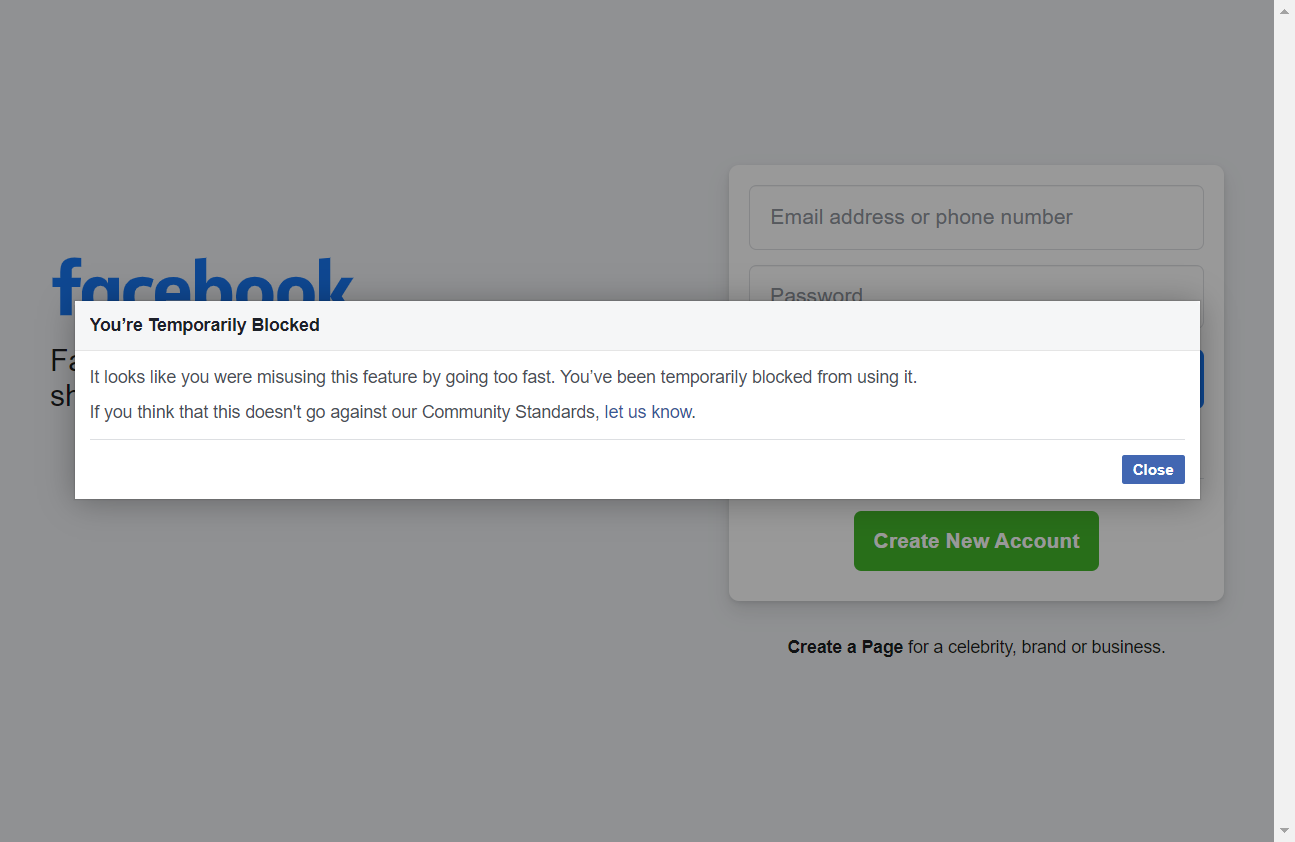 Email address or phone number
facebook
Password
You’re Temporarily Blocked
It looks like you were misusing this feature by going too fast. You’ve been temporarily blocked from using it.
If you think that this doesn't go against our Community Standards, let us know.
Close
Create New Account
Create a Page for a celebrity, brand or business.